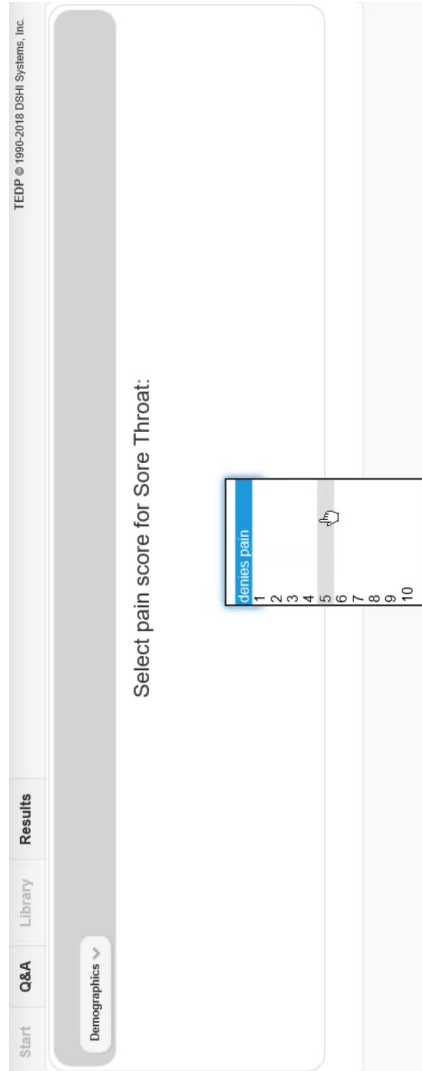 Start Q&A Library Results TEDP © 1990-2018 DSHI Systems, Inc.
Demographics
Select pain score for Sore Throat:
denies pain
1
2
3
4
5
6
7
8
9
10